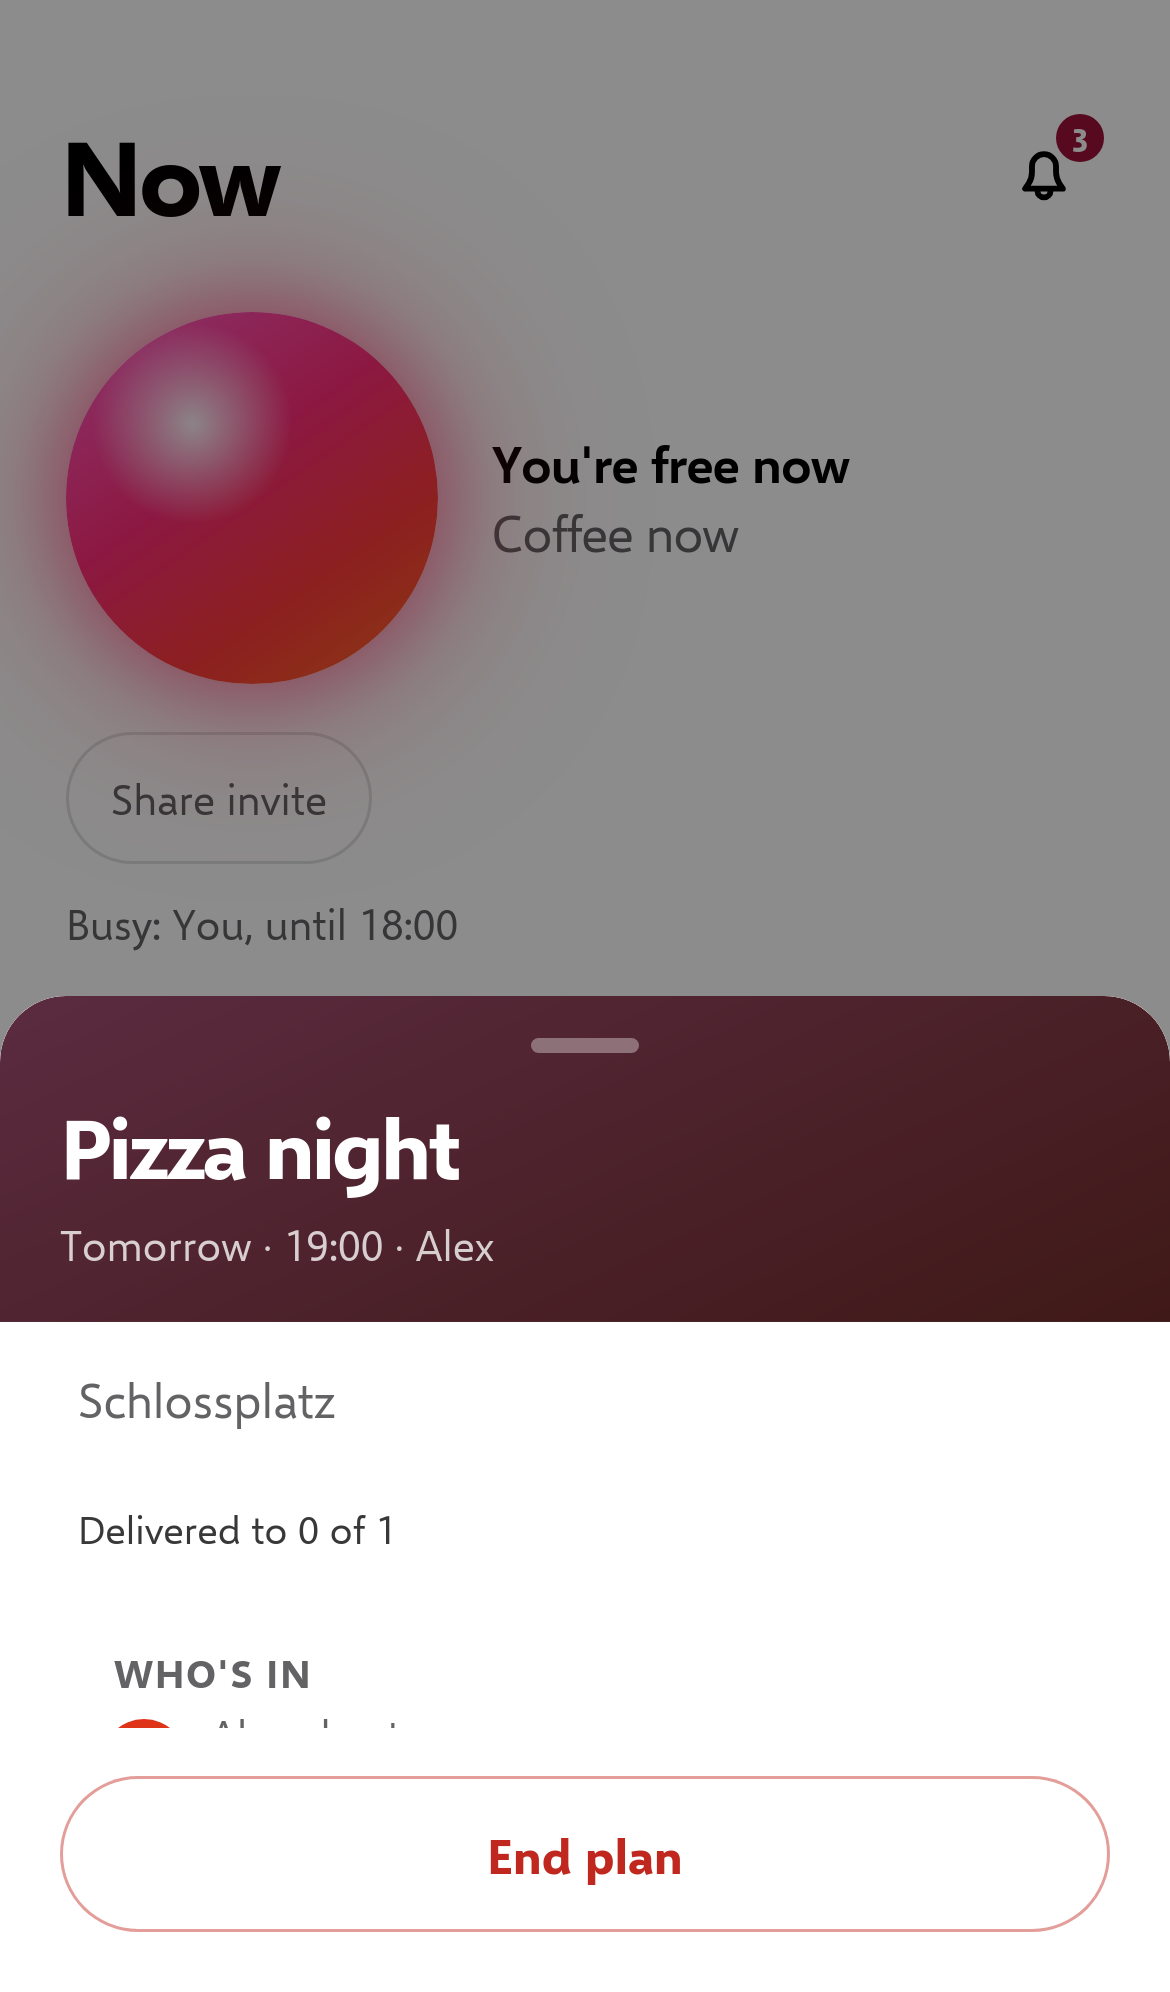 Now
3
You're free now
Coffee now
Share invite
Busy: You, until 18:00
Pizza night
Tomorrow · 19:00 · Alex
Schlossplatz
Delivered to 0 of 1
WHO'S IN
End plan